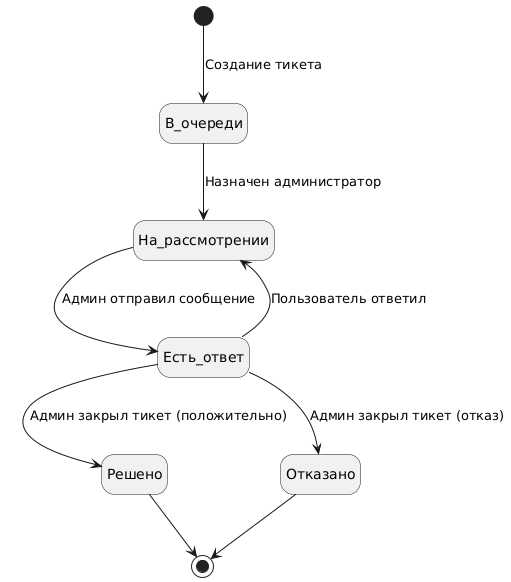 Создание тикета
В_очереди
Назначен администратор
На_рассмотрении
Админ отправил сообщение
Пользователь ответил
Есть_ответ
Админ закрыл тикет (положительно)
Админ закрыл тикет (отказ)
Решено
Отказано